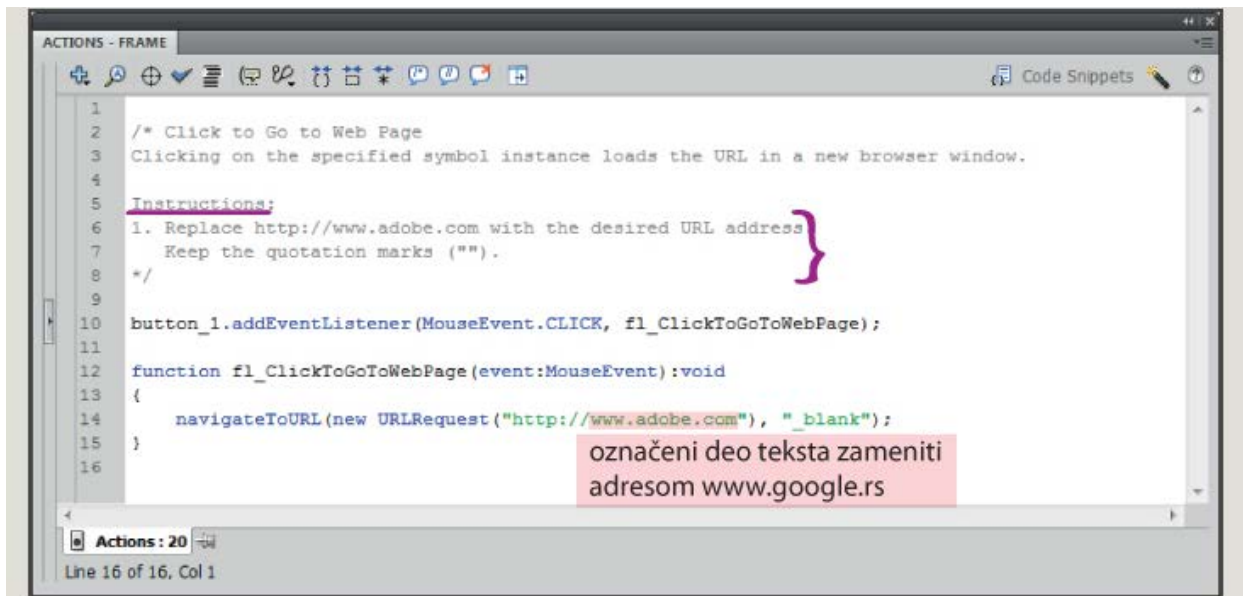 ACTIONS - FRAME
Code Snippets
1
2 /* Click to Go to Web Page
3 Clicking on the specified symbol instance loads the URL in a new browser window.
4
5 Instructions:
6 1. Replace http://www.adobe.com with the desired URL address
7 Keep the quotation marks ("").
8 */
9
10 button_1.addEventListener(MouseEvent.CLICK, fl_ClickToGoToWebPage);
11
12 function fl_ClickToGoToWebPage(event:MouseEvent):void
13 {
14 navigateToURL(new URLRequest("http://www.adobe.com"), "_blank");
15 }
16
označeni deo teksta zameniti
adresom www.google.rs
Actions : 20
Line 16 of 16, Col 1